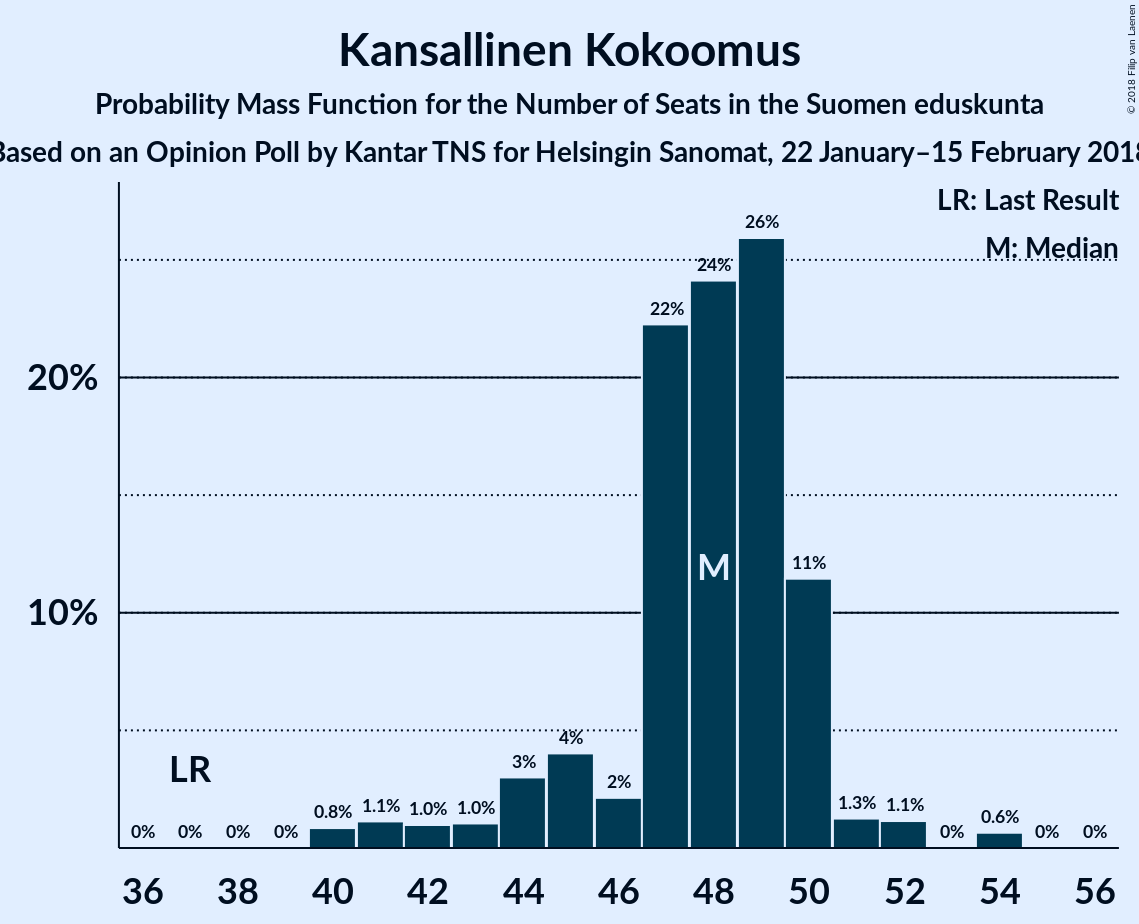 Kansallinen Kokoomus
Probability Mass Function for the Number of Seats in the Suomen eduskunta
Based on an Opinion Poll by Kantar TNS for Helsingin Sanomat, 22 January–15 February 2018
© 2018 Filip van Laenen
LR: Last Result
M: Median
26%
24%
22%
20%
11%
10%
M
LR
0% 0% 0% 0% 0.8% 1.1% 1.0% 1.0% 3% 4% 2% 1.3% 1.1% 0% 0.6% 0% 0%
36 38 40 42 44 46 48 50 52 54 56